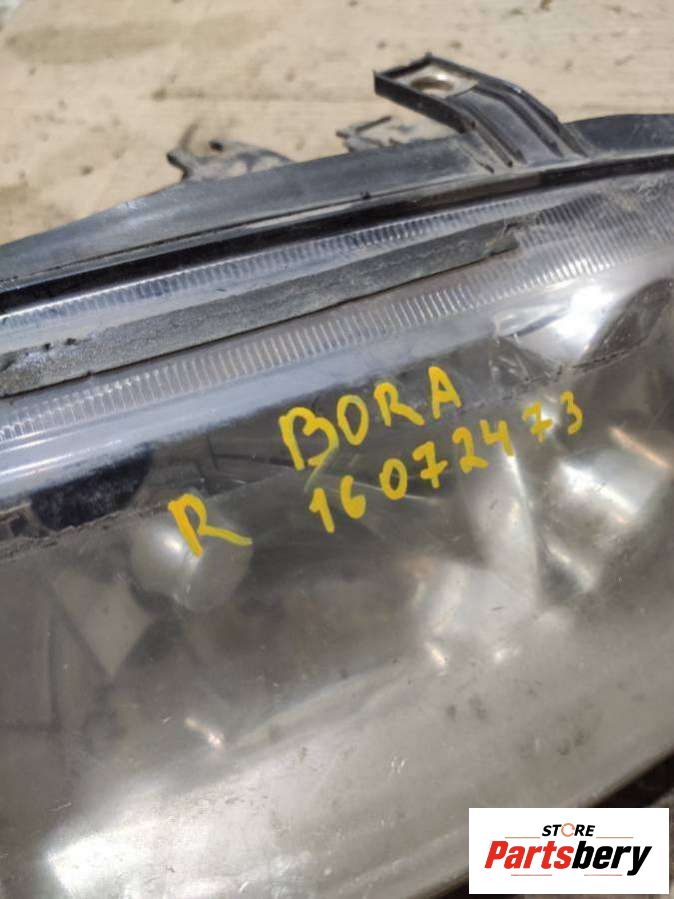 BORA
R 16072473
STORE
Partsbery